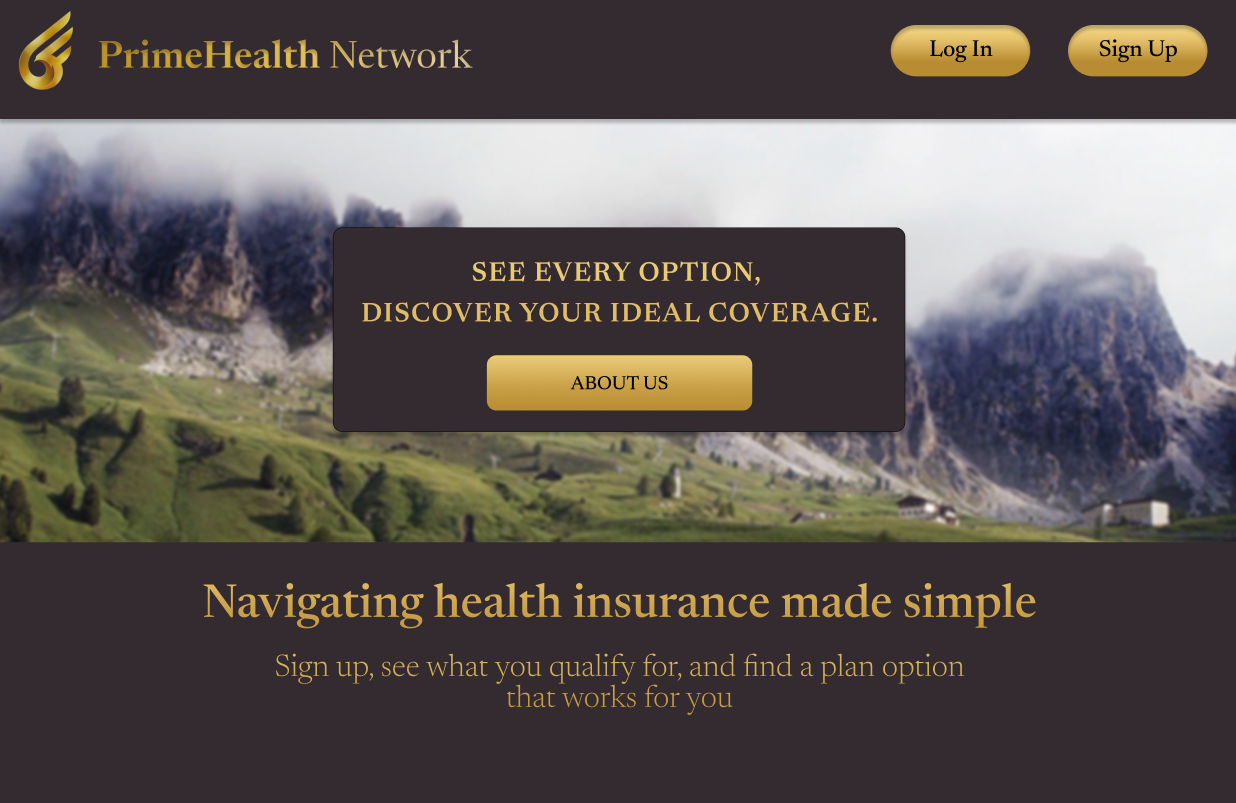 PrimeHealth Network
Log In
Sign Up
SEE EVERY OPTION,
DISCOVER YOUR IDEAL COVERAGE.
ABOUT US
Navigating health insurance made simple
Sign up, see what you qualify for, and find a plan option
that works for you